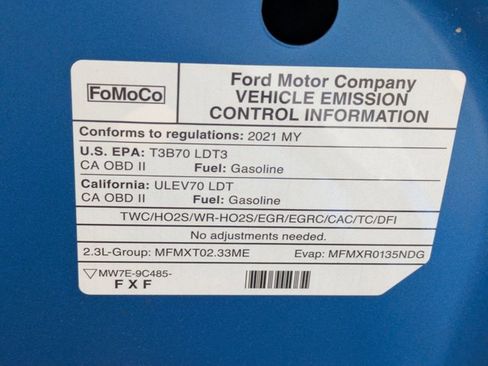 FoMoCo
Ford Motor Company
VEHICLE EMISSION
CONTROL INFORMATION
Conforms to regulations: 2021 MY
U.S. EPA: T3B70 LDT3
CA OBD II Fuel: Gasoline
California: ULEV70 LDT
CA OBD II Fuel: Gasoline
TWC/HO2S/WR-HO2S/EGR/EGRC/CAC/TC/DFI
No adjustments needed.
2.3L-Group: MFMXT02.33ME Evap: MFMXR0135NDG
MW7E-9C485-
FXF